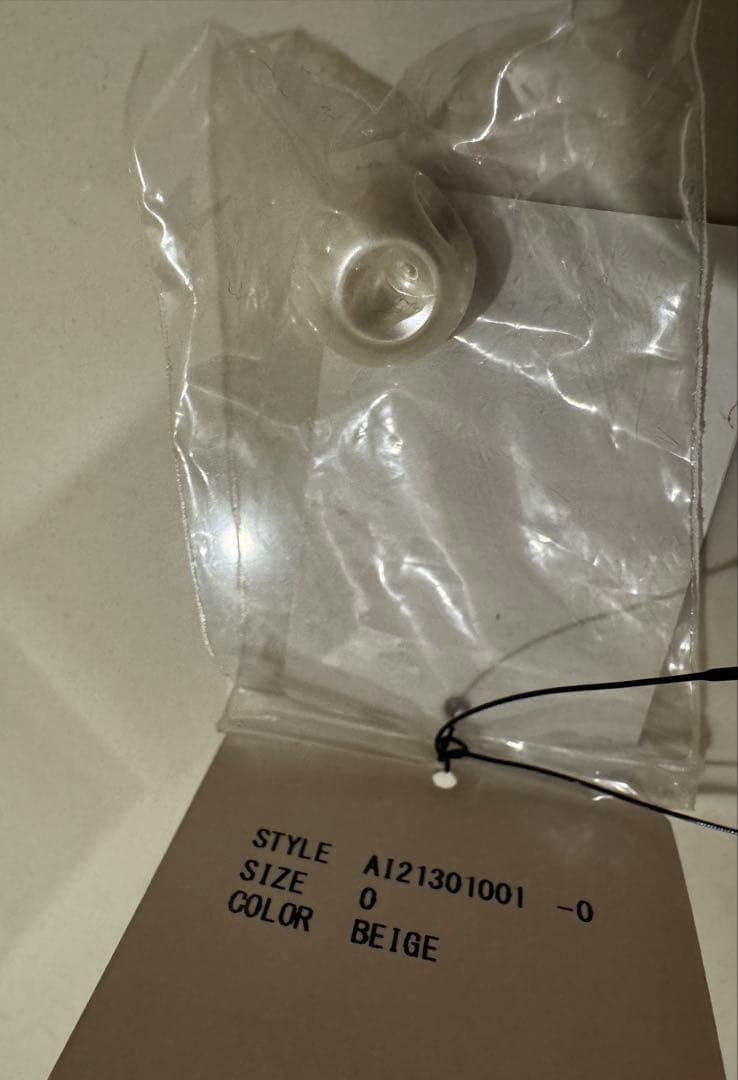 STYLE AI21301001 -0
SIZE 0
COLOR BEIGE